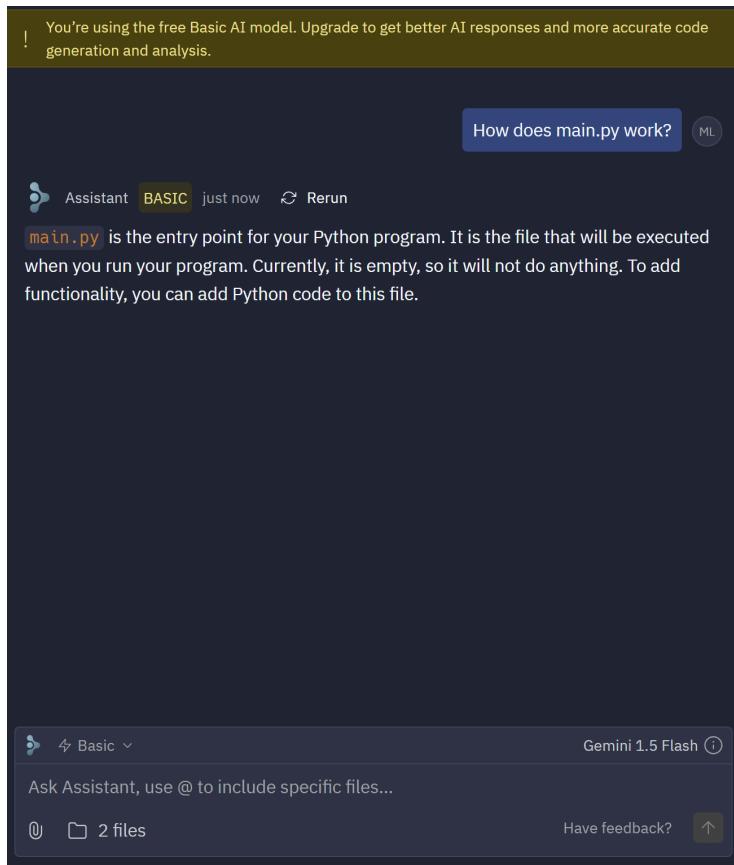 You're using the free Basic AI model. Upgrade to get better AI responses and more accurate code
generation and analysis.
How does main.py work?
ML
Assistant BASIC just now Rerun
main.py is the entry point for your Python program. It is the file that will be executed
when you run your program. Currently, it is empty, so it will not do anything. To add
functionality, you can add Python code to this file.
Basic
Gemini 1.5 Flash
Ask Assistant, use @ to include specific files...
2 files
Have feedback?